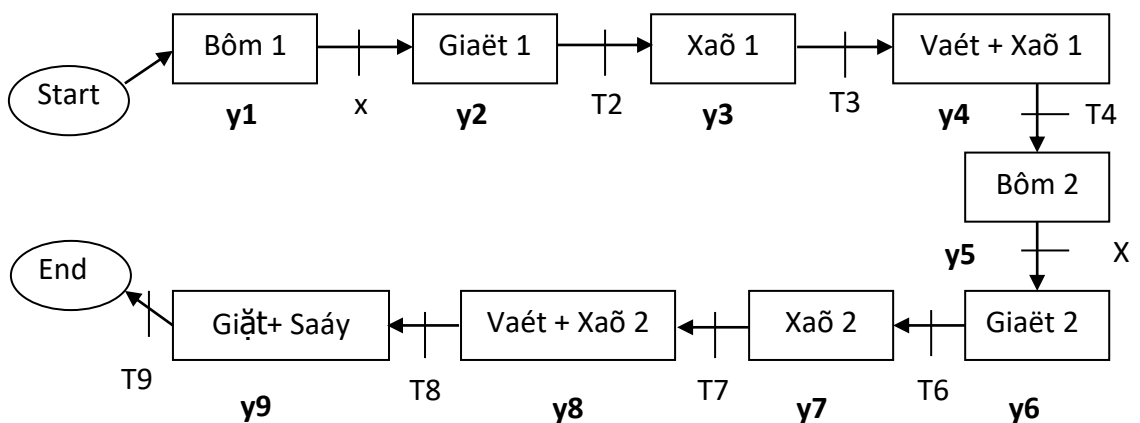 Start
Bôm 1
y1
x
Giaët 1
y2
T2
Xaõ 1
y3
T3
Vaét + Xaõ 1
y4
T4
Bôm 2
y5
X
Giaët 2
y6
T6
Xaõ 2
y7
T7
Vaét + Xaõ 2
y8
T8
Giặt+ Saáy
y9
T9
End